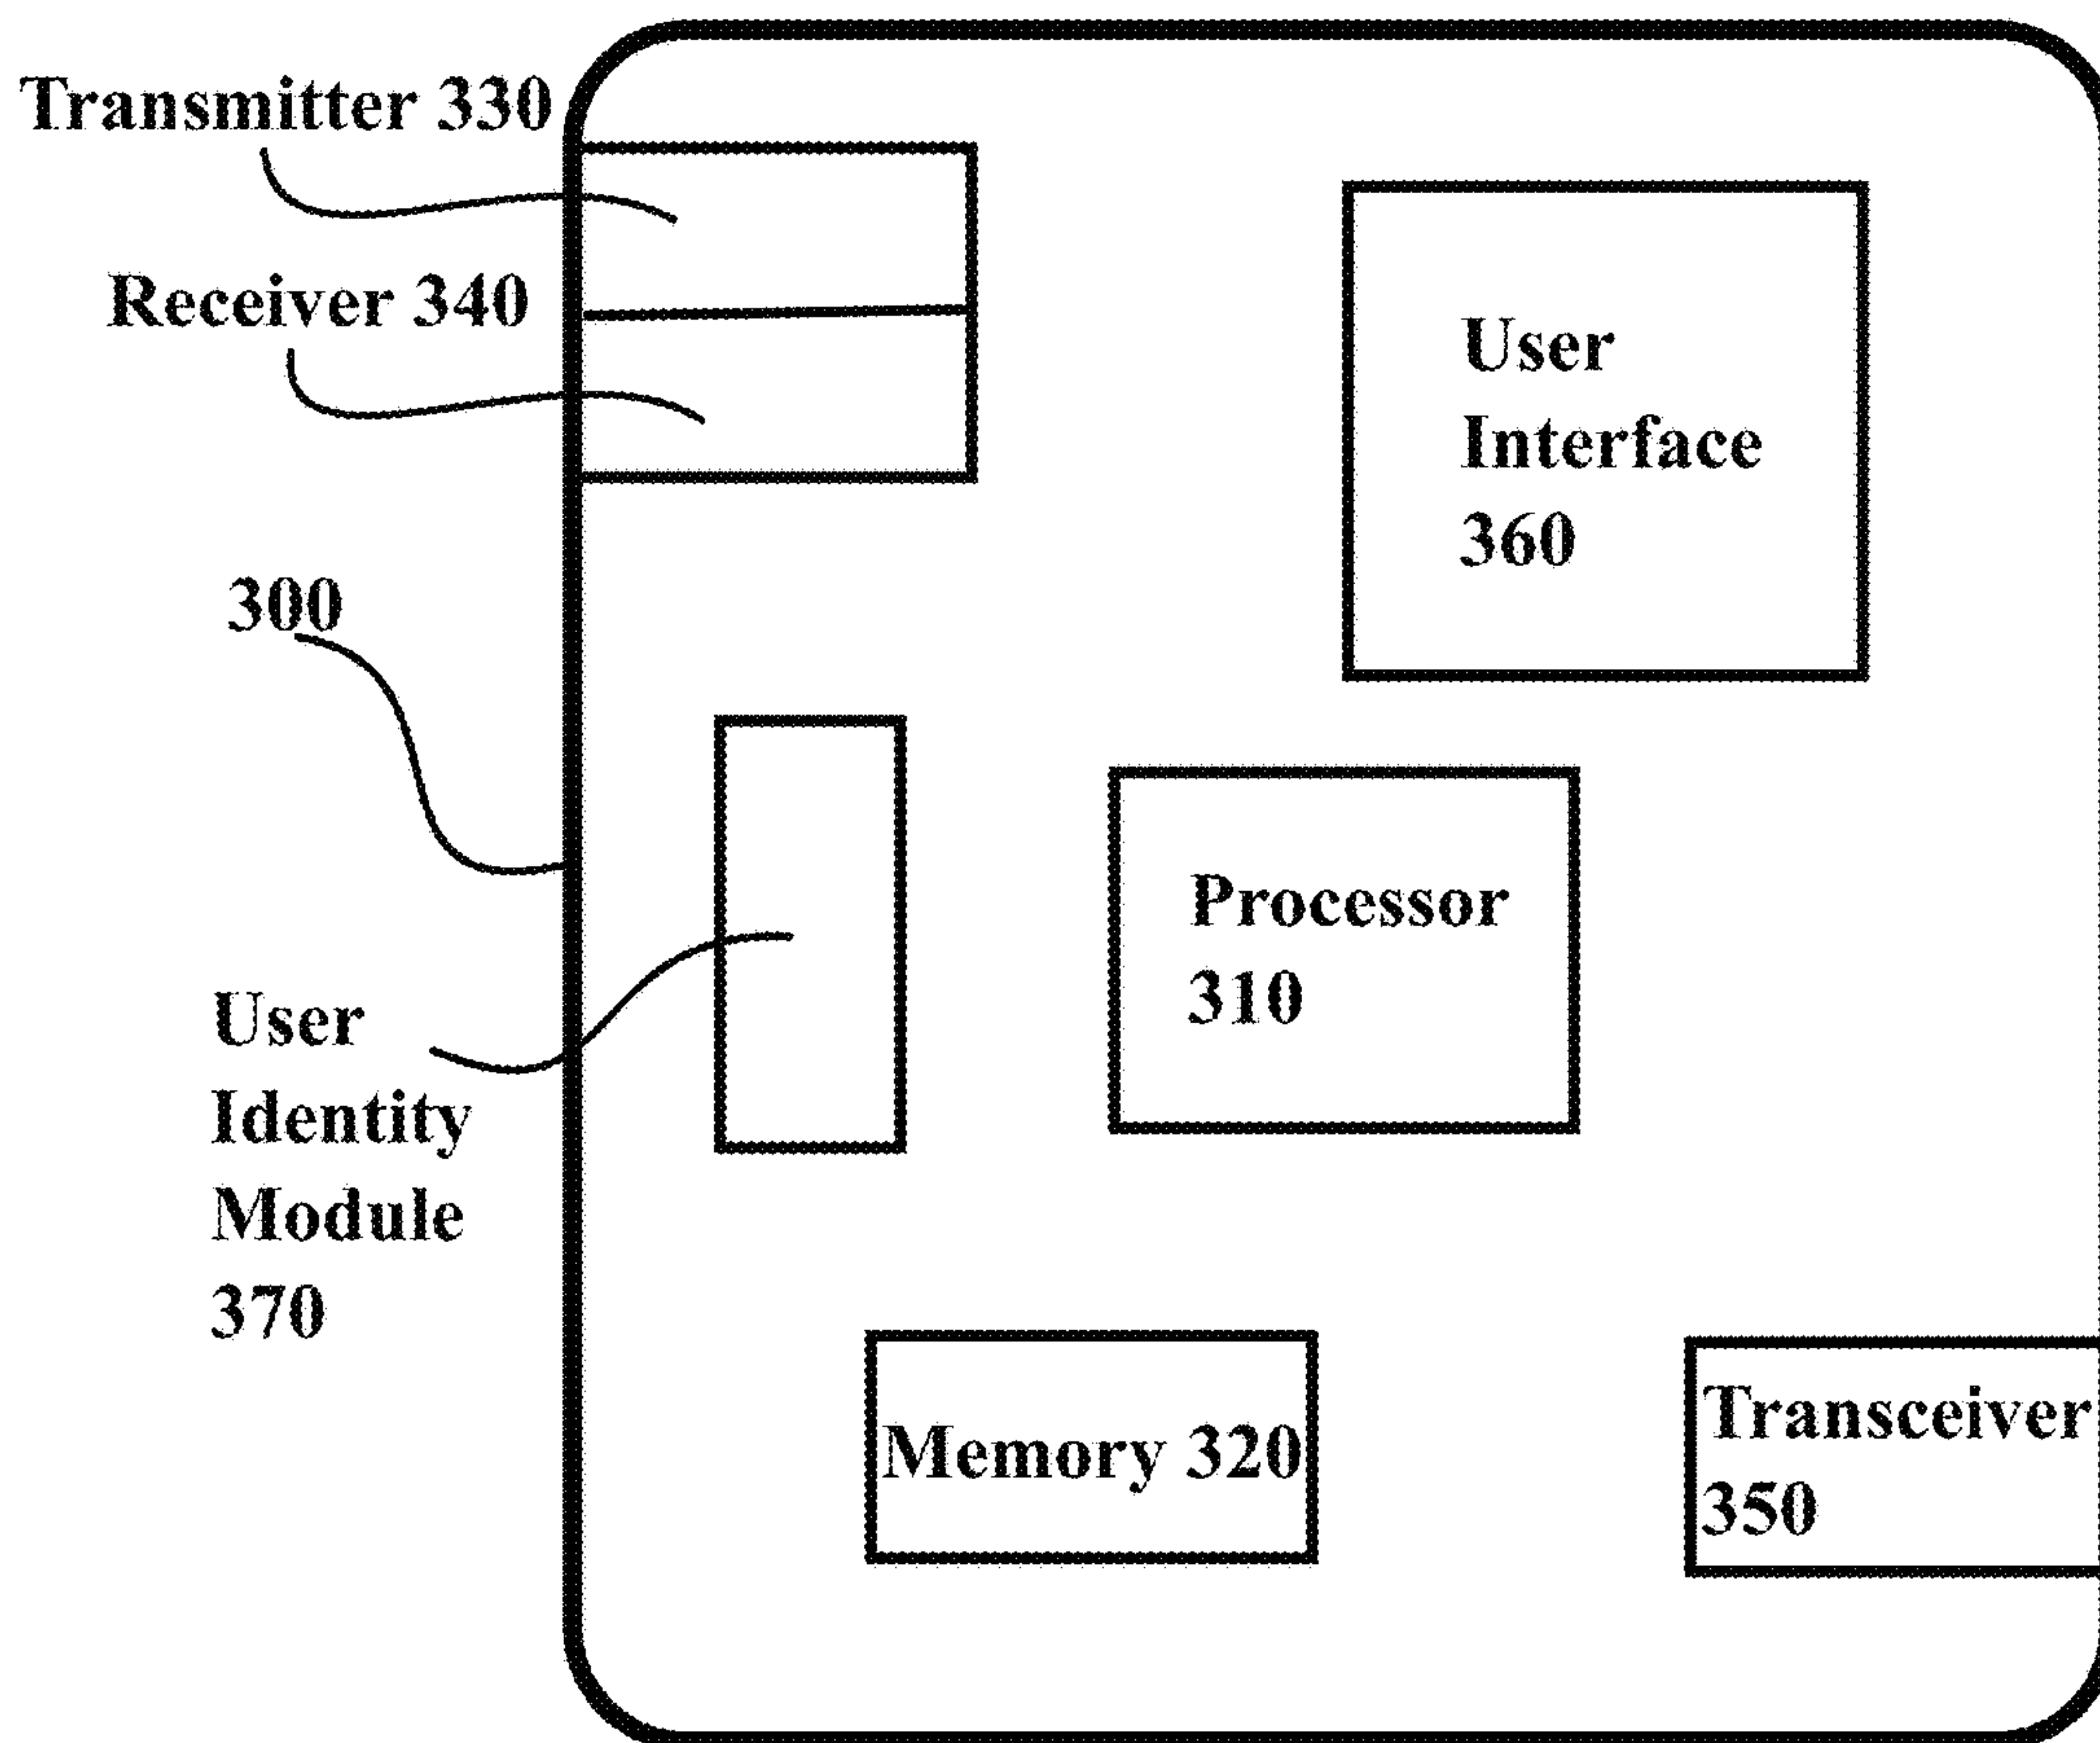 Transmitter 330
Receiver 340
User
Interface
360
300
Processor
310
User
Identity
Module
370
Memory 320
Transceiver
350